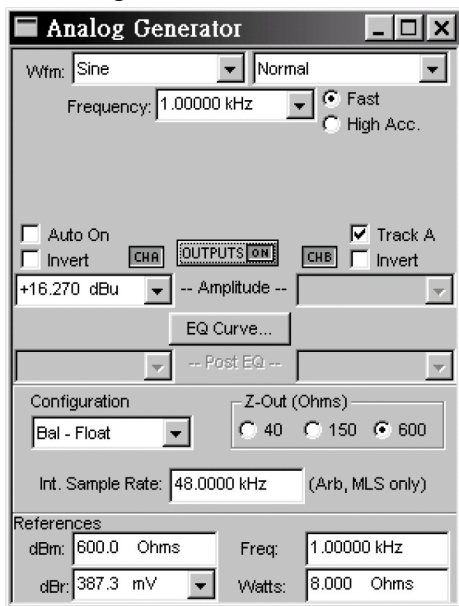 Analog Generator
Wfm: Sine Normal
Frequency: 1.00000 kHz Fast
High Acc.
Auto On Track A
Invert CHA OUTPUTS ON CHB Invert
+16.270 dBu -- Amplitude --
EQ Curve...
-- Post EQ --
Configuration Z-Out (Ohms)
Bal - Float 40 150 600
Int. Sample Rate: 48.0000 kHz (Arb, MLS only)
References
dBm: 600.0 Ohms Freq: 1.00000 kHz
dBr: 387.3 mV Watts: 8.000 Ohms